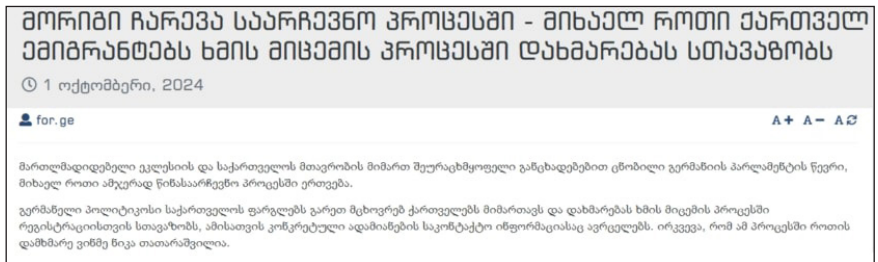 მორიგი ჩარევა საარჩევნო პროცესში - მიხაელ როთი ქართველ
ემიგრანტებს ხმის მიცემის პროცესში დახმარებას სთავაზობს
1 ოქტომბერი, 2024
for.ge A+ A- A
მართლმადიდებელი ეკლესიის და საქართველოს მთავრობის მიმართ შეურაცხმყოფელი განცხადებებით ცნობილი გერმანიის პარლამენტის წევრი,
მიხაელ როთი ამჯერად წინასაარჩევნო პროცესში ერთვება.
გერმანელი პოლიტიკოსი საქართველოს ფარგლებს გარეთ მცხოვრებ ქართველებს მიმართავს და დახმარებას ხმის მიცემის პროცესში
რეგისტრაციისთვის სთავაზობს, ამისათვის კონკრეტული ადამიანების საკონტაქტო ინფორმაციასაც ავრცელებს. ირკვევა, რომ ამ პროცესში როთის
დამხმარე ვინმე ნიკა თათარაშვილია.